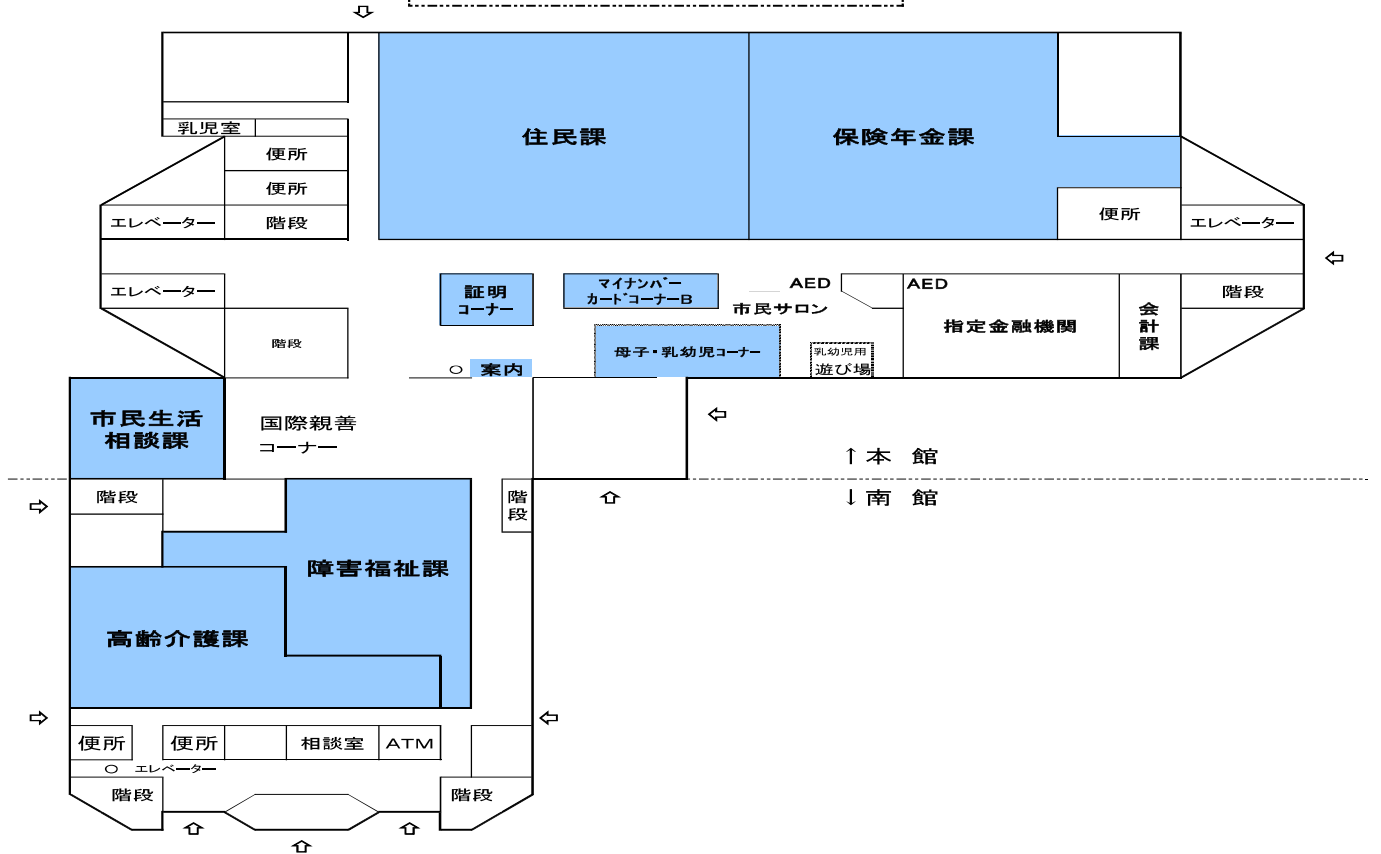 住民課
保険年金課
乳児室
便所
便所
エレベーター
階段
便所
エレベーター
エレベーター
階段
証明
コーナー
マイナンバー
カードコーナーB
AED
市民サロン
AED
指定金融機関
会計課
階段
母子・乳幼児コーナー
乳幼児用
遊び場
○ 案内
市民生活
相談課
国際親善
コーナー
↑本 館
↓南 館
階段
階段
障害福祉課
高齢介護課
便所
便所
相談室
ATM
○ エレベーター
階段
階段